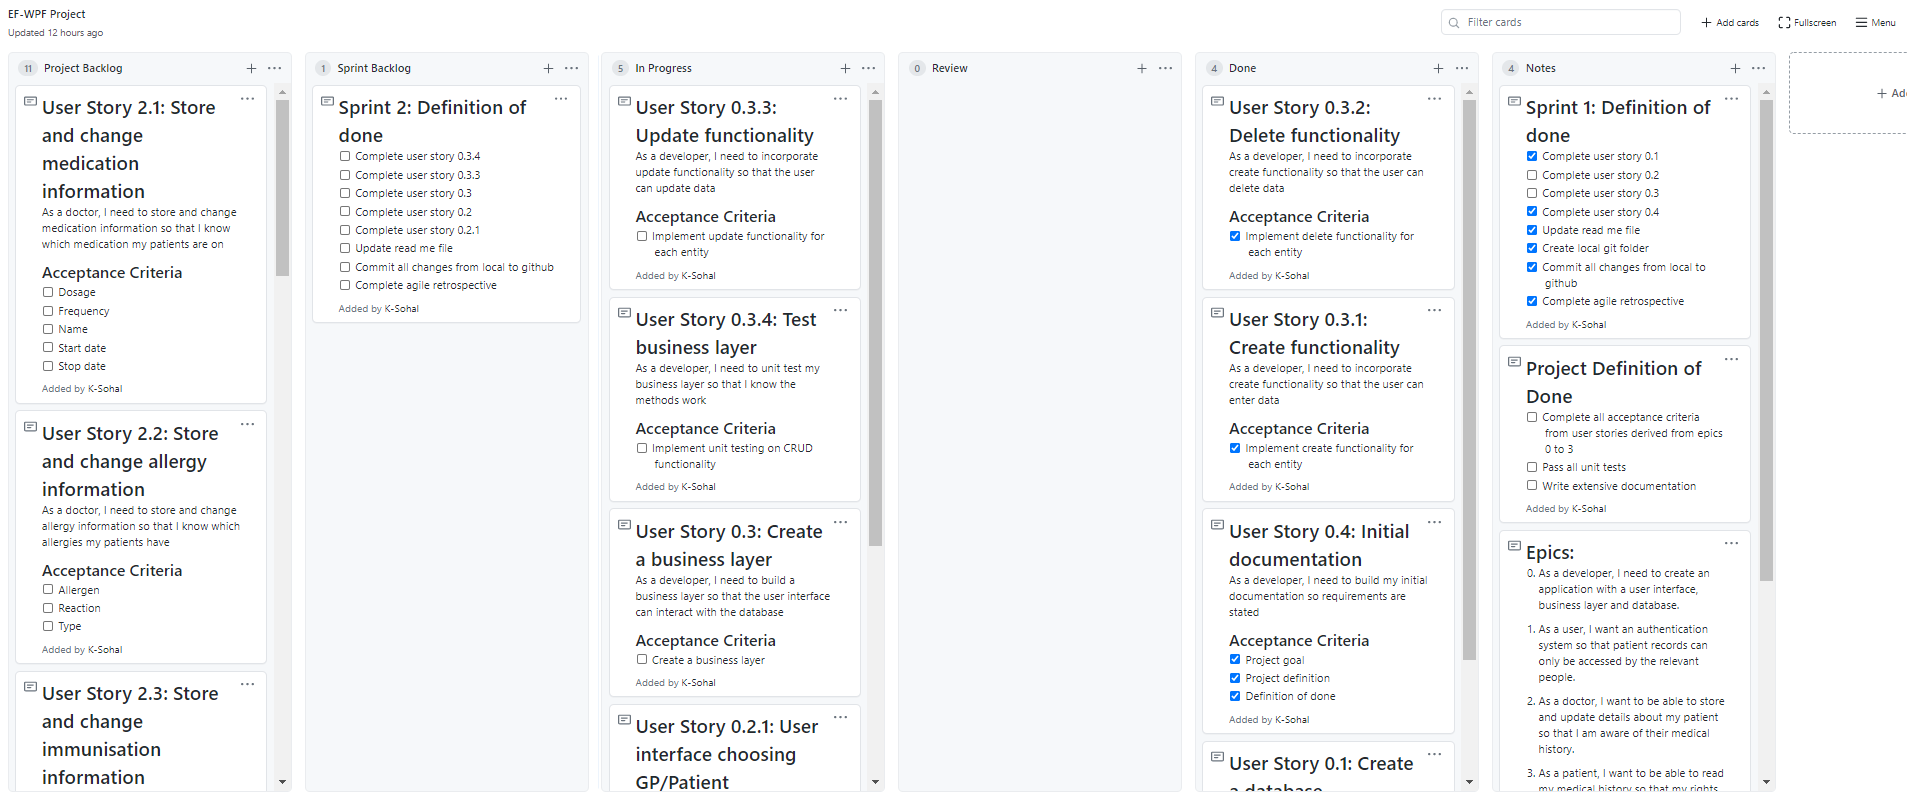 EF-WPF Project
Updated 12 hours ago
Filter cards
Add cards
Fullscreen
Menu
11 Project Backlog
User Story 2.1: Store
and change
medication
information
As a doctor, I need to store and change
medication information so that I know
which medication my patients are on
Acceptance Criteria
Dosage
Frequency
Name
Start date
Stop date
Added by K-Sohal
User Story 2.2: Store
and change allergy
information
As a doctor, I need to store and change
allergy information so that I know which
allergies my patients have
Acceptance Criteria
Allergen
Reaction
Type
Added by K-Sohal
User Story 2.3: Store
and change
immunisation
information
1 Sprint Backlog
Sprint 2: Definition of
done
Complete user story 0.3.4
Complete user story 0.3.3
Complete user story 0.3
Complete user story 0.2
Complete user story 0.2.1
Update read me file
Commit all changes from local to github
Complete agile retrospective
Added by K-Sohal
5 In Progress
User Story 0.3.3:
Update functionality
As a developer, I need to incorporate
update functionality so that the user
can update data
Acceptance Criteria
Implement update functionality for
each entity
Added by K-Sohal
User Story 0.3.4: Test
business layer
As a developer, I need to unit test my
business layer so that I know the
methods work
Acceptance Criteria
Implement unit testing on CRUD
functionality
Added by K-Sohal
User Story 0.3: Create
a business layer
As a developer, I need to build a
business layer so that the user interface
can interact with the database
Acceptance Criteria
Create a business layer
Added by K-Sohal
User Story 0.2.1: User
interface choosing
GP/Patient
0 Review
4 Done
User Story 0.3.2:
Delete functionality
As a developer, I need to incorporate
create functionality so that the user can
delete data
Acceptance Criteria
Implement delete functionality for
each entity
Added by K-Sohal
User Story 0.3.1:
Create functionality
As a developer, I need to incorporate
create functionality so that the user can
enter data
Acceptance Criteria
Implement create functionality for
each entity
Added by K-Sohal
User Story 0.4: Initial
documentation
As a developer, I need to build my initial
documentation so requirements are
stated
Acceptance Criteria
Project goal
Project definition
Definition of done
Added by K-Sohal
User Story 0.1: Create
a database
4 Notes
Sprint 1: Definition of
done
Complete user story 0.1
Complete user story 0.2
Complete user story 0.3
Complete user story 0.4
Update read me file
Create local git folder
Commit all changes from local to
github
Complete agile retrospective
Added by K-Sohal
Project Definition of
Done
Complete all acceptance criteria
from user stories derived from epics
0 to 3
Pass all unit tests
Write extensive documentation
Added by K-Sohal
Epics:
0. As a developer, I need to create an
application with a user interface,
business layer and database.
1. As a user, I want an authentication
system so that patient records can
only be accessed by the relevant
people.
2. As a doctor, I want to be able to store
and update details about my patient
so that I am aware of their medical
history.
3. As a patient, I want to be able to read
my medical history so that my rights